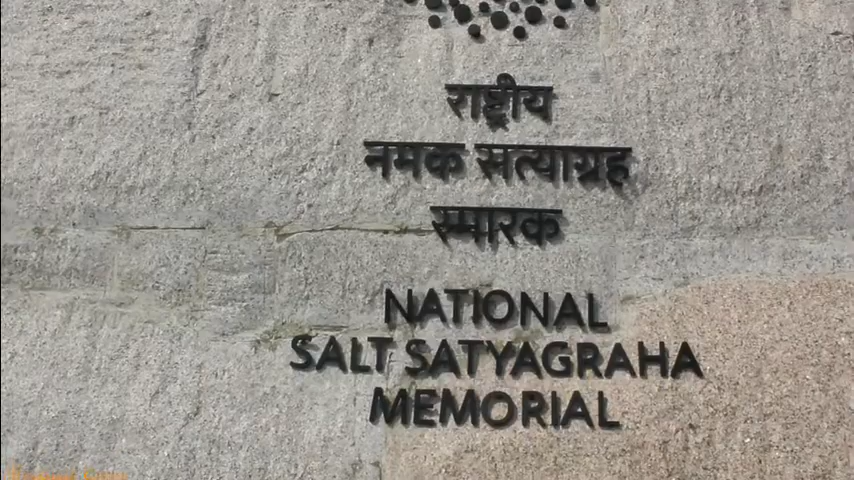 राष्ट्रीय
नमक सत्याग्रह
स्मारक
NATIONAL
SALT SATYAGRAHA
MEMORIAL